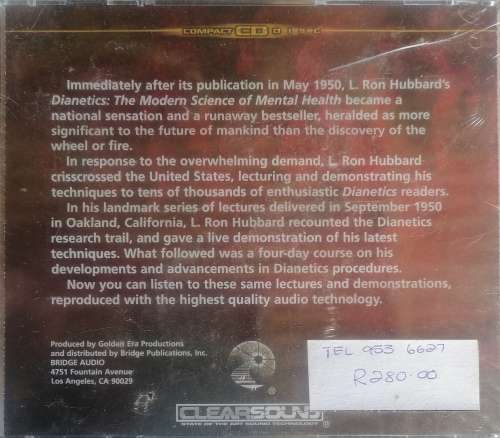 COMPACT CD disc
Immediately after its publication in May 1950, L. Ron Hubbard's
Dianetics: The Modern Science of Mental Health became a
national sensation and a runaway bestseller, heralded as more
significant to the future of mankind than the discovery of the
wheel or fire.
In response to the overwhelming demand, L. Ron Hubbard
crisscrossed the United States, lecturing and demonstrating his
techniques to tens of thousands of enthusiastic Dianetics readers.
In his landmark series of lectures delivered in September 1950
in Oakland, California, L. Ron Hubbard recounted the Dianetics
research trail, and gave a live demonstration of his latest
techniques. What followed was a four-day course on his
developments and advancements in Dianetics procedures.
Now you can listen to these same lectures and demonstrations,
reproduced with the highest quality audio technology.
Produced by Golden Era Productions
and distributed by Bridge Publications, Inc.
BRIDGE AUDIO
4751 Fountain Avenue
Los Angeles, CA 90029
TEL 953 6627
R280.00
CLEARSOUND
STATE OF THE ART SOUND TECHNOLOGY